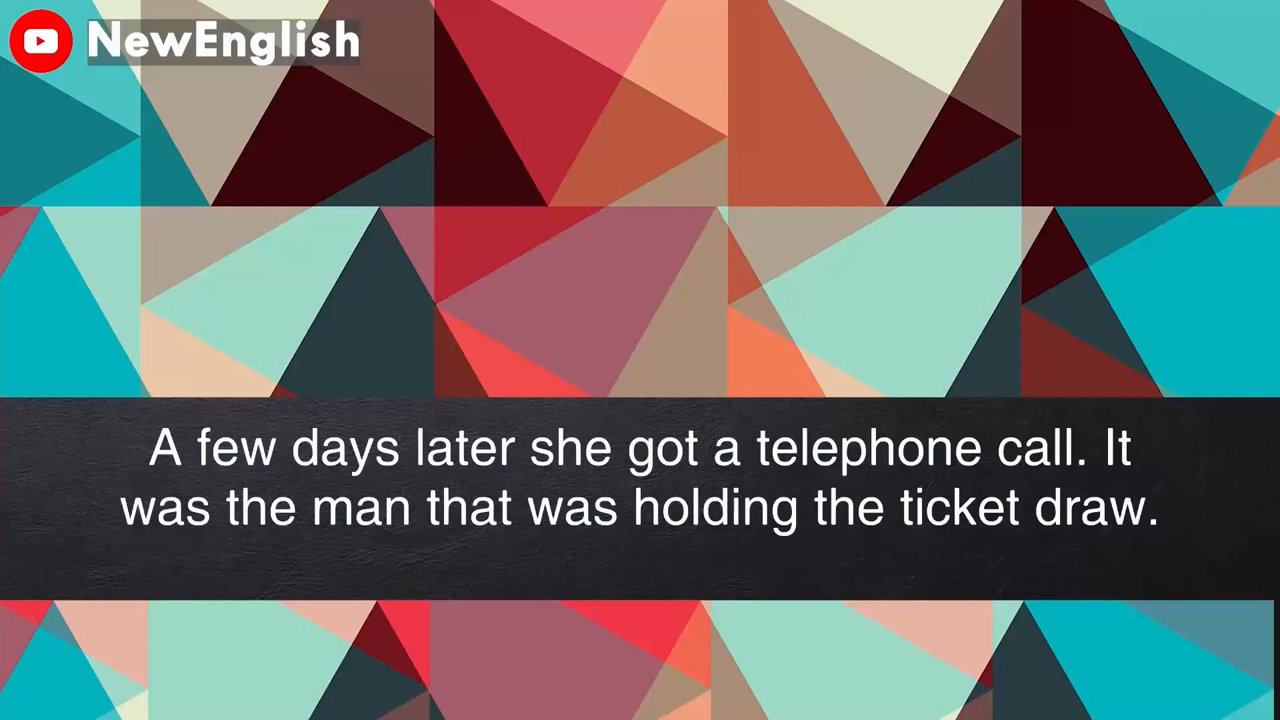 NewEnglish
A few days later she got a telephone call. It
was the man that was holding the ticket draw.